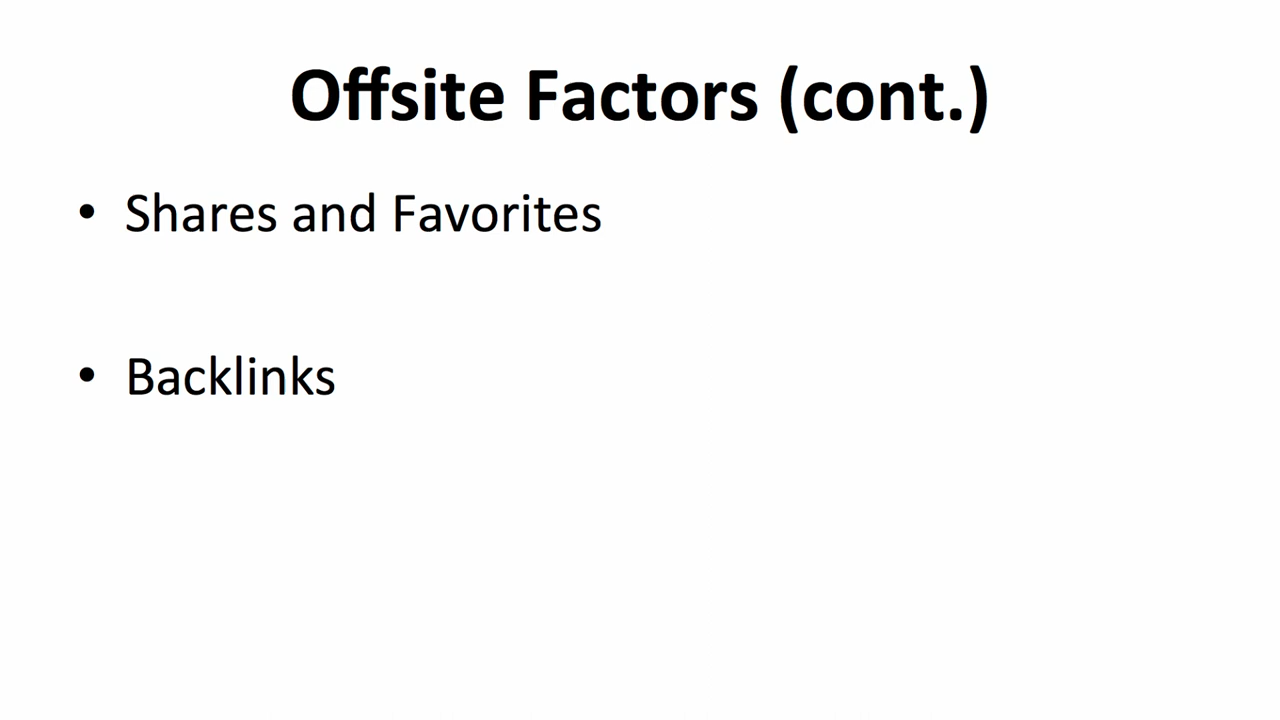 Offsite Factors (cont.)
• Shares and Favorites
• Backlinks